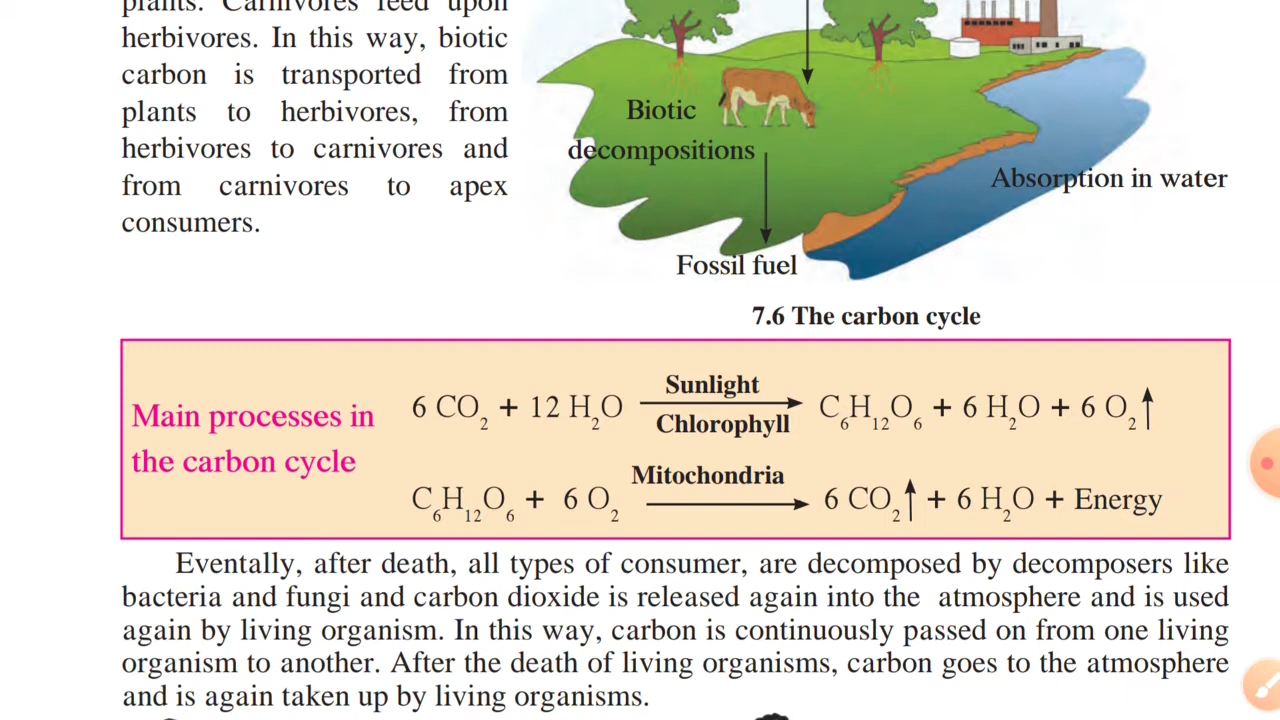 plants. Carnivores feed upon
herbivores. In this way, biotic
carbon is transported from
plants to herbivores, from
herbivores to carnivores and
from carnivores to apex
consumers.
Biotic
decompositions
Absorption in water
Fossil fuel
7.6 The carbon cycle
Main processes in
the carbon cycle
6 CO₂ + 12 H₂O Sunlight Chlorophyll → C₆H₁₂O₆ + 6 H₂O + 6 O₂↑
C₆H₁₂O₆ + 6 O₂ Mitochondria → 6 CO₂↑ + 6 H₂O + Energy
Eventally, after death, all types of consumer, are decomposed by decomposers like
bacteria and fungi and carbon dioxide is released again into the atmosphere and is used
again by living organism. In this way, carbon is continuously passed on from one living
organism to another. After the death of living organisms, carbon goes to the atmosphere
and is again taken up by living organisms.